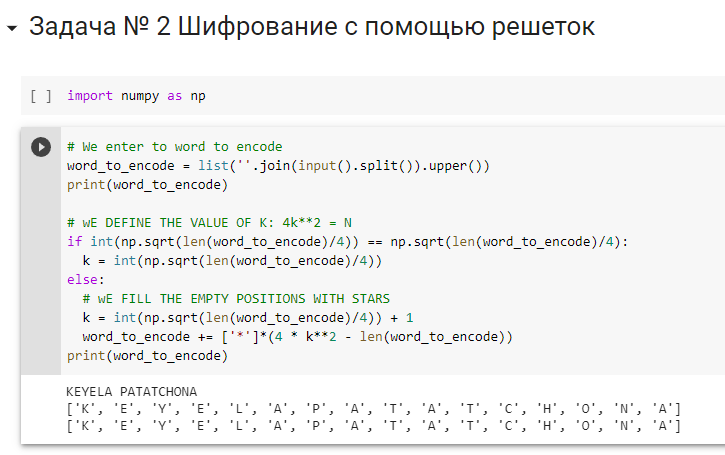 Задача № 2 Шифрование с помощью решеток
[ ] import numpy as np
# We enter to word to encode
word_to_encode = list(''.join(input().split()).upper())
print(word_to_encode)
# wE DEFINE THE VALUE OF K: 4k**2 = N
if int(np.sqrt(len(word_to_encode)/4)) == np.sqrt(len(word_to_encode)/4):
  k = int(np.sqrt(len(word_to_encode)/4))
else:
  # wE FILL THE EMPTY POSITIONS WITH STARS
  k = int(np.sqrt(len(word_to_encode)/4)) + 1
  word_to_encode += ['*']*(4 * k**2 - len(word_to_encode))
print(word_to_encode)
KEYELA PATATCHONA
['K', 'E', 'Y', 'E', 'L', 'A', 'P', 'A', 'T', 'A', 'T', 'C', 'H', 'O', 'N', 'A']
['K', 'E', 'Y', 'E', 'L', 'A', 'P', 'A', 'T', 'A', 'T', 'C', 'H', 'O', 'N', 'A']